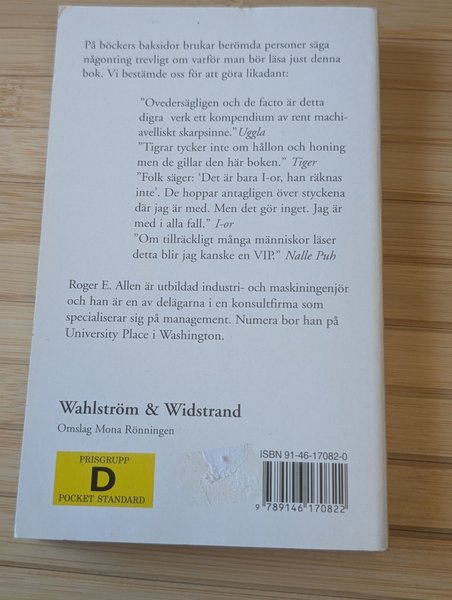 På böckers baksidor brukar berömda personer säga
någonting trevligt om varför man bör läsa just denna
bok. Vi bestämde oss för att göra likadant:
"Ovedersägligen och de facto är detta
digra verk ett kompendium av rent machi-
avelliskt skarpsinne." Uggla
"Tigrar tycker inte om hållon och honing
men de gillar den här boken." Tiger
"Folk säger: 'Det är bara I-or, han räknas
inte'. De hoppar antagligen över styckena
där jag är med. Men det gör inget. Jag är
med i alla fall." I-or
"Om tillräckligt många människor läser
detta blir jag kanske en VIP." Nalle Puh
Roger E. Allen är utbildad industri- och maskiningenjör
och han är en av delägarna i en konsultfirma som
specialiserar sig på management. Numera bor han på
University Place i Washington.
Wahlström & Widstrand
Omslag Mona Rönningen
PRISGRUPP
D
POCKET STANDARD
ISBN 91-46-17082-0
9 789146 170822